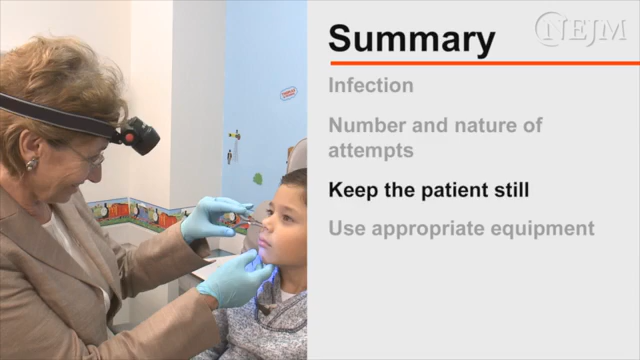 Summary
NEJM
Infection
Number and nature of
attempts
Keep the patient still
Use appropriate equipment